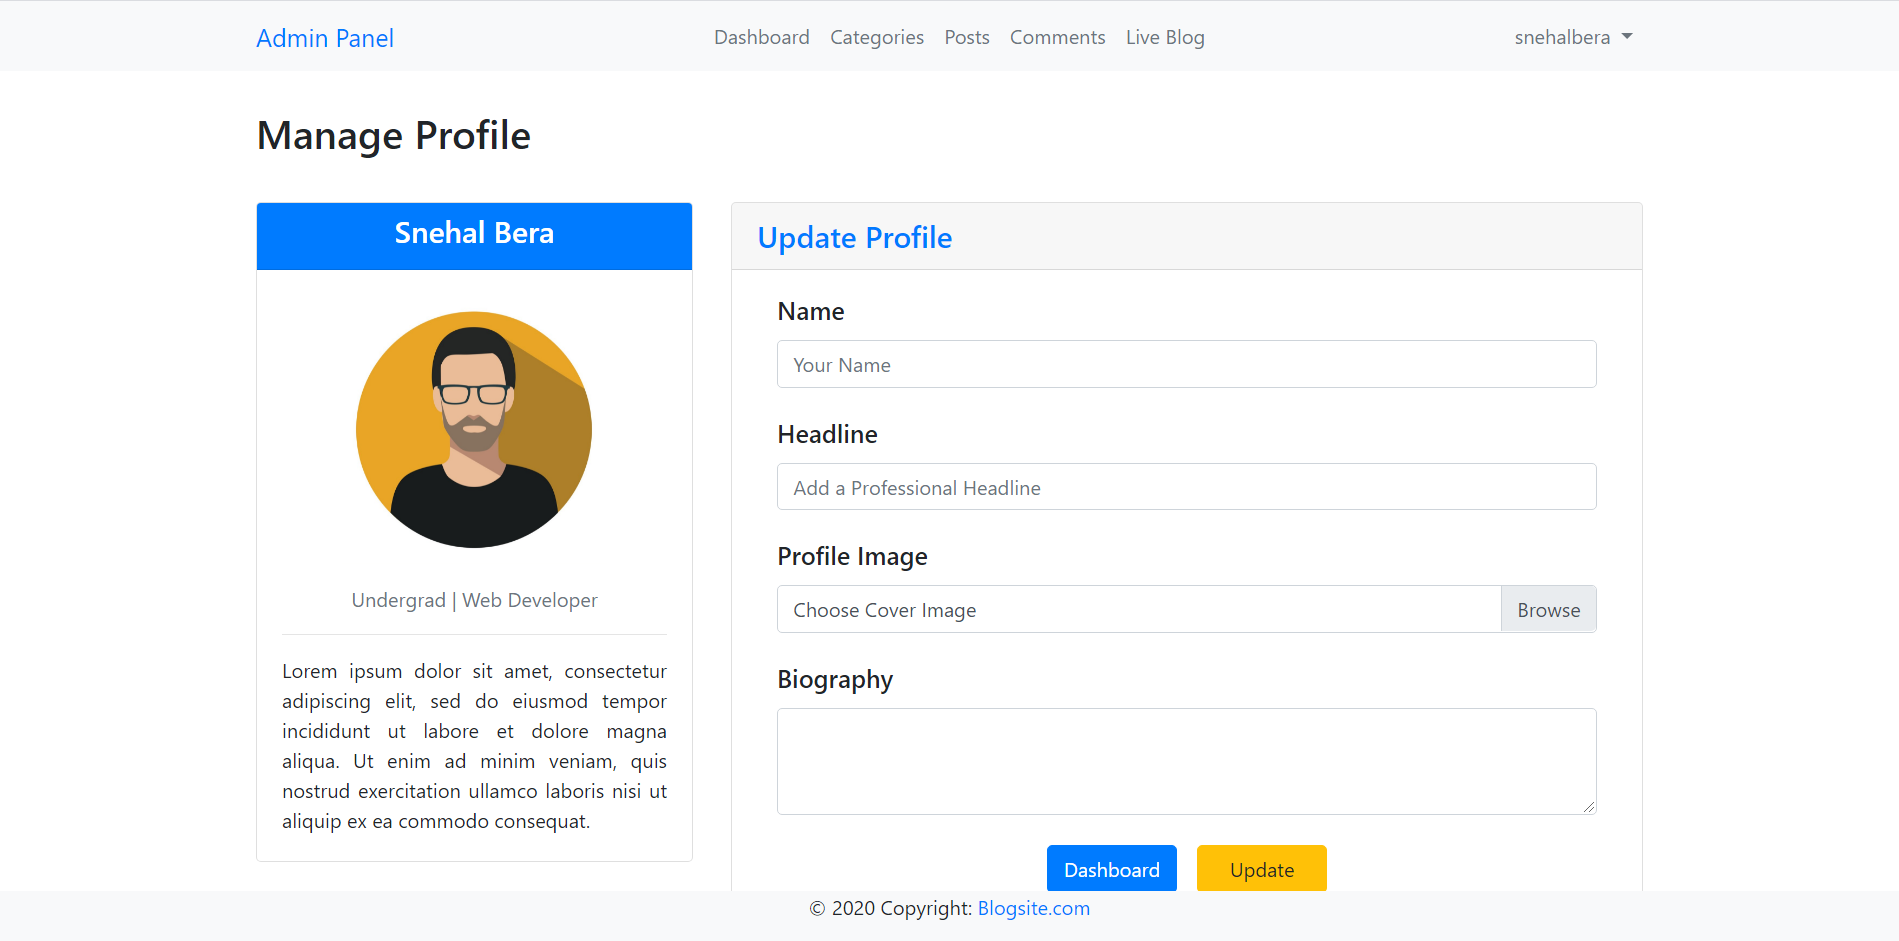 Admin Panel
Dashboard Categories Posts Comments Live Blog
snehalbera
Manage Profile
Snehal Bera
Undergrad | Web Developer
Lorem ipsum dolor sit amet, consectetur
adipiscing elit, sed do eiusmod tempor
incididunt ut labore et dolore magna
aliqua. Ut enim ad minim veniam, quis
nostrud exercitation ullamco laboris nisi ut
aliquip ex ea commodo consequat.
Update Profile
Name
Your Name
Headline
Add a Professional Headline
Profile Image
Choose Cover Image Browse
Biography
Dashboard Update
© 2020 Copyright: Blogsite.com